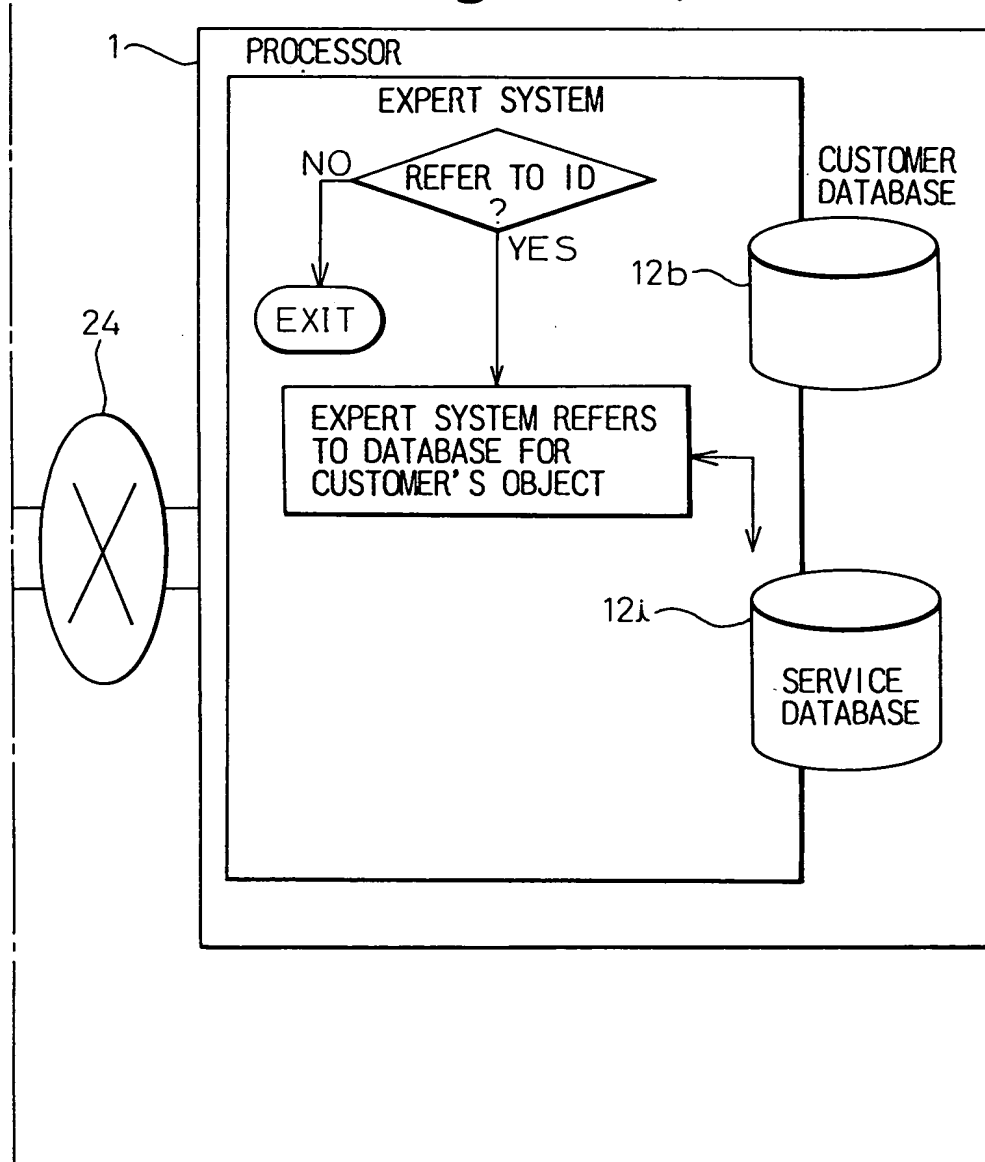 1
PROCESSOR
EXPERT SYSTEM
NO
REFER TO ID
?
YES
CUSTOMER
DATABASE
12b
EXIT
24
EXPERT SYSTEM REFERS
TO DATABASE FOR
CUSTOMER'S OBJECT
12i
SERVICE
DATABASE